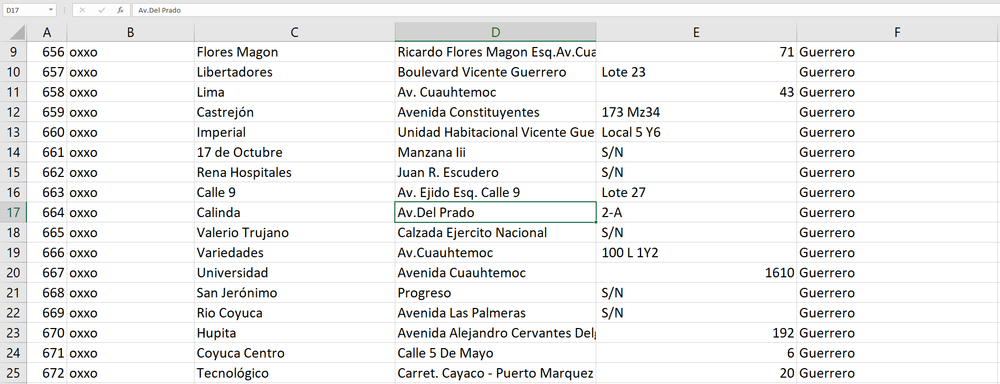 D17 fx Av.Del Prado
A B C D E F
9 656 oxxo Flores Magon Ricardo Flores Magon Esq.Av.Cua 71 Guerrero
10 657 oxxo Libertadores Boulevard Vicente Guerrero Lote 23 Guerrero
11 658 oxxo Lima Av. Cuauhtemoc 43 Guerrero
12 659 oxxo Castrejón Avenida Constituyentes 173 Mz34 Guerrero
13 660 oxxo Imperial Unidad Habitacional Vicente Gue Local 5 Y6 Guerrero
14 661 oxxo 17 de Octubre Manzana Iii S/N Guerrero
15 662 oxxo Rena Hospitales Juan R. Escudero S/N Guerrero
16 663 oxxo Calle 9 Av. Ejido Esq. Calle 9 Lote 27 Guerrero
17 664 oxxo Calinda Av.Del Prado 2-A Guerrero
18 665 oxxo Valerio Trujano Calzada Ejercito Nacional S/N Guerrero
19 666 oxxo Variedades Av.Cuauhtemoc 100 L 1Y2 Guerrero
20 667 oxxo Universidad Avenida Cuauhtemoc 1610 Guerrero
21 668 oxxo San Jerónimo Progreso S/N Guerrero
22 669 oxxo Rio Coyuca Avenida Las Palmeras S/N Guerrero
23 670 oxxo Hupita Avenida Alejandro Cervantes Delg 192 Guerrero
24 671 oxxo Coyuca Centro Calle 5 De Mayo 6 Guerrero
25 672 oxxo Tecnológico Carret. Cayaco - Puerto Marquez 20 Guerrero